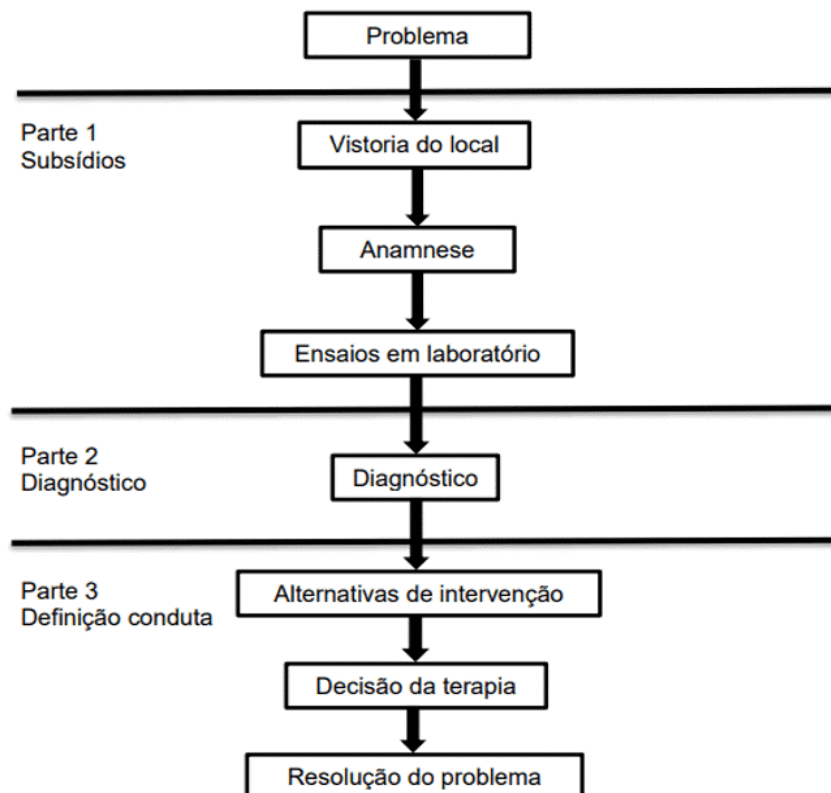 Problema
Parte 1
Subsídios
Vistoria do local
Anamnese
Ensaios em laboratório
Parte 2
Diagnóstico
Diagnóstico
Parte 3
Definição conduta
Alternativas de intervenção
Decisão da terapia
Resolução do problema